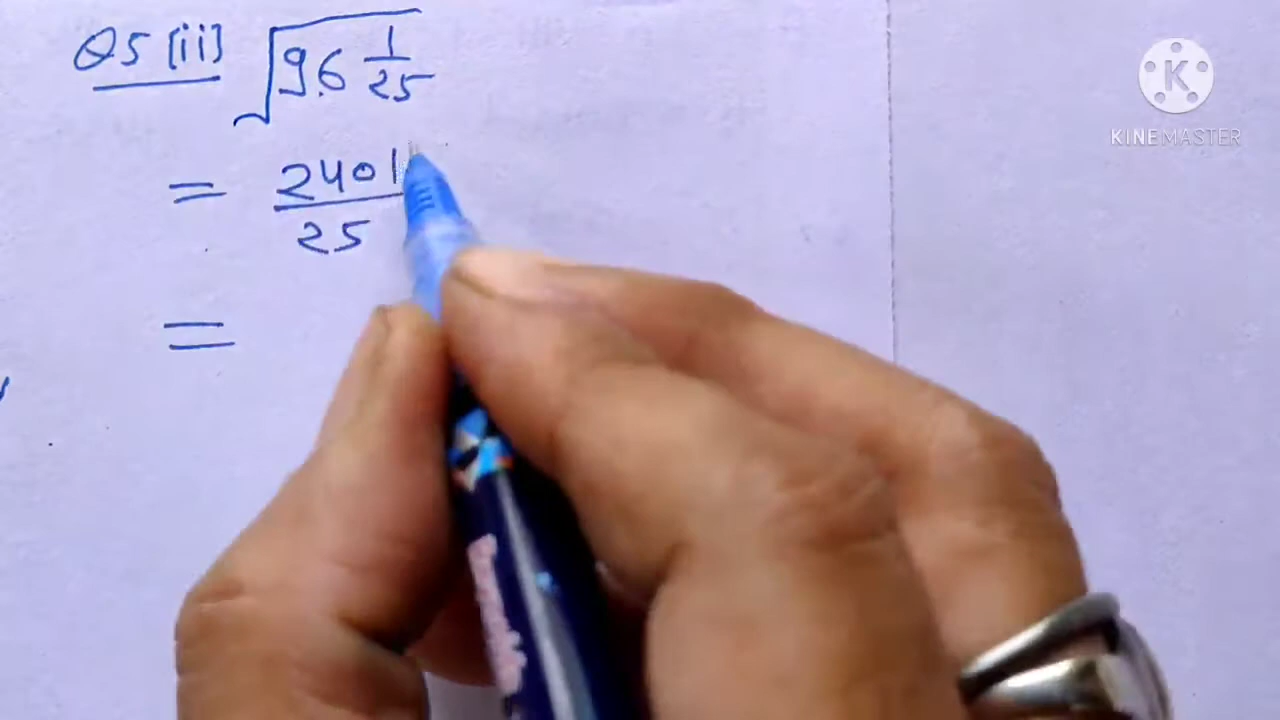 Q5 [ii] √96 1/25
= 2401/25
=
K
KINEMASTER